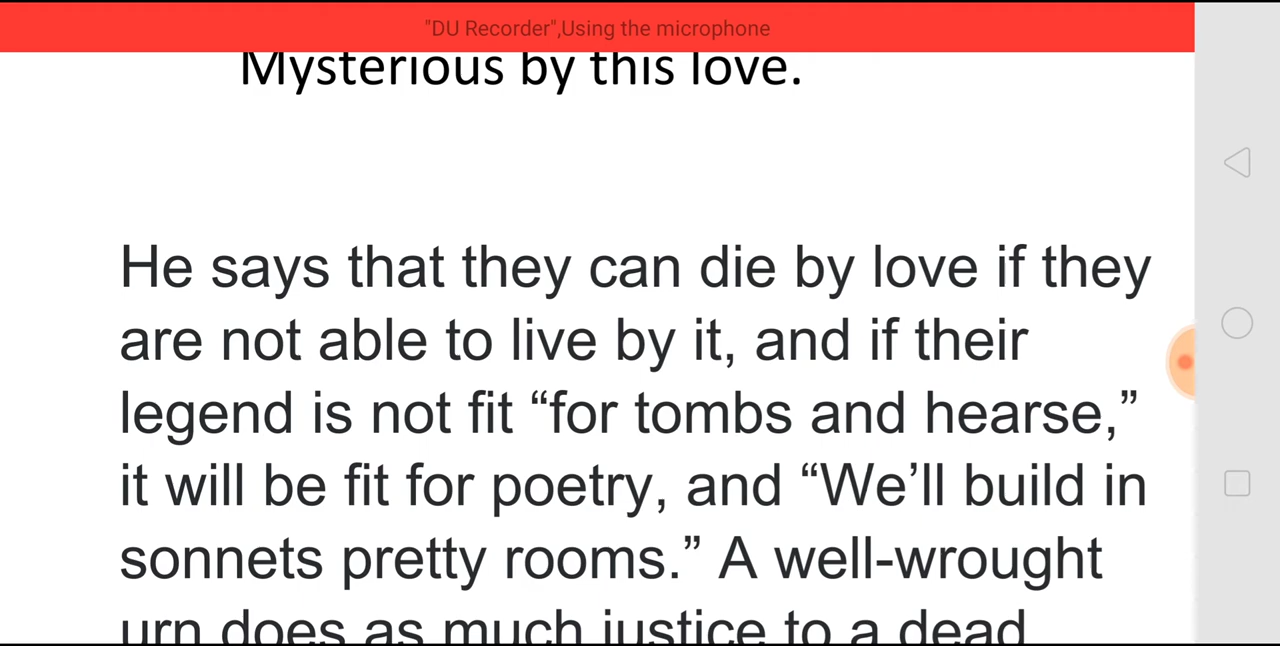 "DU Recorder",Using the microphone
Mysterious by this love.
He says that they can die by love if they
are not able to live by it, and if their
legend is not fit “for tombs and hearse,”
it will be fit for poetry, and “We’ll build in
sonnets pretty rooms.” A well-wrought
urn does as much justice to a dead